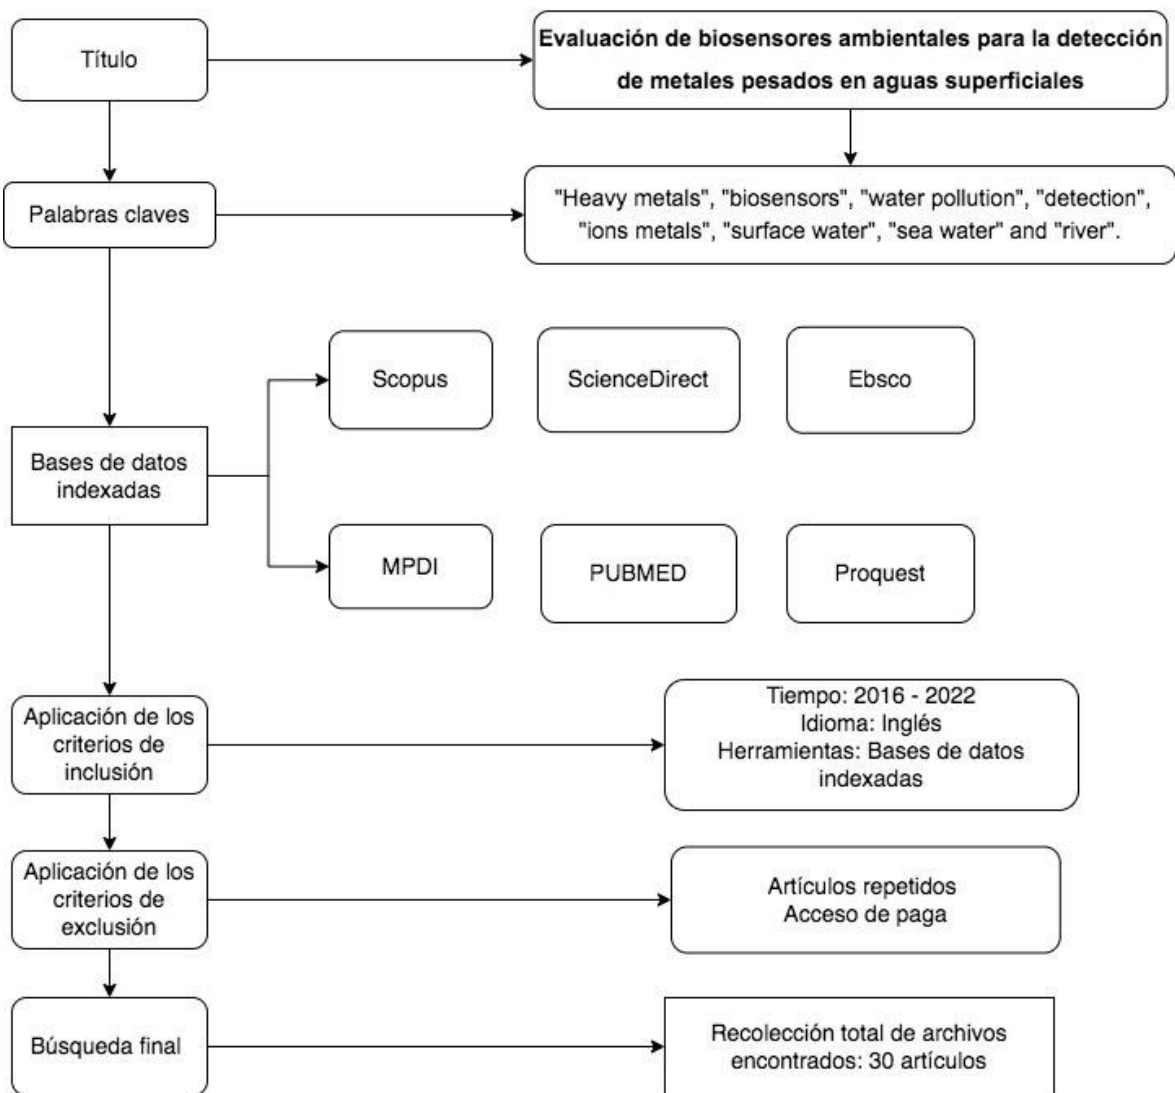 Título
Evaluación de biosensores ambientales para la detección
de metales pesados en aguas superficiales
Palabras claves
"Heavy metals", "biosensors", "water pollution", "detection",
"ions metals", "surface water", "sea water" and "river".
Bases de datos
indexadas
Scopus
ScienceDirect
Ebsco
MPDI
PUBMED
Proquest
Aplicación de los
criterios de
inclusión
Tiempo: 2016 - 2022
Idioma: Inglés
Herramientas: Bases de datos
indexadas
Aplicación de los
criterios de
exclusión
Artículos repetidos
Acceso de paga
Búsqueda final
Recolección total de archivos
encontrados: 30 artículos